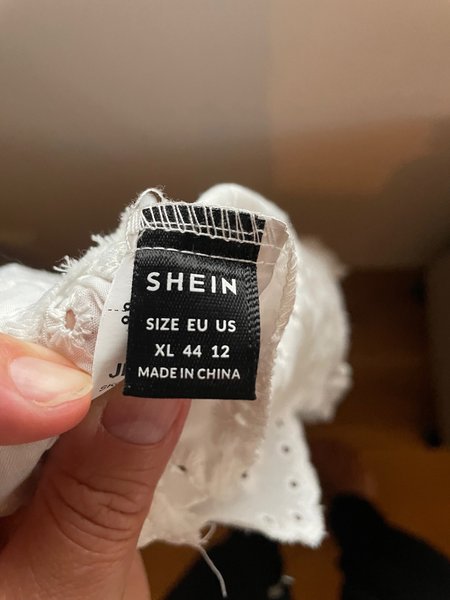 SHEIN
SIZE EU US
XL 44 12
MADE IN CHINA